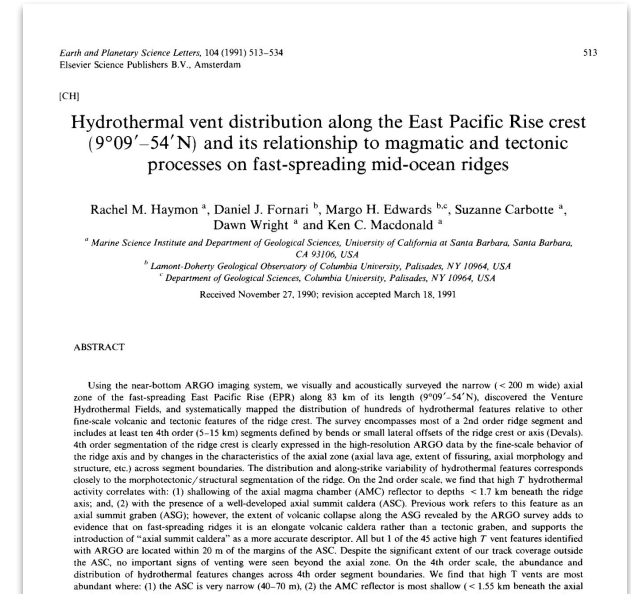 Earth and Planetary Science Letters, 104 (1991) 513–534
513
Elsevier Science Publishers B.V., Amsterdam
[CH]
Hydrothermal vent distribution along the East Pacific Rise crest
(9°09′–54′N) and its relationship to magmatic and tectonic
processes on fast-spreading mid-ocean ridges
Rachel M. Haymon a, Daniel J. Fornari b, Margo H. Edwards b,c, Suzanne Carbotte a,
Dawn Wright a and Ken C. Macdonald a
a Marine Science Institute and Department of Geological Sciences, University of California at Santa Barbara, Santa Barbara,
CA 93106, USA
b Lamont-Doherty Geological Observatory of Columbia University, Palisades, NY 10964, USA
c Department of Geological Sciences, Columbia University, Palisades, NY 10964, USA
Received November 27, 1990; revision accepted March 18, 1991
ABSTRACT
Using the near-bottom ARGO imaging system, we visually and acoustically surveyed the narrow (< 200 m wide) axial
zone of the fast-spreading East Pacific Rise (EPR) along 83 km of its length (9°09′–54′N), discovered the Venture
Hydrothermal Fields, and systematically mapped the distribution of hundreds of hydrothermal features relative to other
fine-scale volcanic and tectonic features of the ridge crest. The survey encompasses most of a 2nd order ridge segment and
includes at least ten 4th order (5–15 km) segments defined by bends or small lateral offsets of the ridge crest or axis (Devals).
4th order segmentation of the ridge crest is clearly expressed in the high-resolution ARGO data by the fine-scale behavior of
the ridge axis and by changes in the characteristics of the axial zone (axial lava age, extent of fissuring, axial morphology and
structure, etc.) across segment boundaries. The distribution and along-strike variability of hydrothermal features corresponds
closely to the morphotectonic/structural segmentation of the ridge. On the 2nd order scale, we find that high T hydrothermal
activity correlates with: (1) shallowing of the axial magma chamber (AMC) reflector to depths < 1.7 km beneath the ridge
axis; and, (2) with the presence of a well-developed axial summit caldera (ASC). Previous work refers to this feature as an
axial summit graben (ASG); however, the extent of volcanic collapse along the ASG revealed by the ARGO survey adds to
evidence that on fast-spreading ridges it is an elongate volcanic caldera rather than a tectonic graben, and supports the
introduction of "axial summit caldera" as a more accurate descriptor. All but 1 of the 45 active high T vent features identified
with ARGO are located within 20 m of the margins of the ASC. Despite the significant extent of our track coverage outside
the ASC, no important signs of venting were seen beyond the axial zone. On the 4th order scale, the abundance and
distribution of hydrothermal features changes across 4th order segment boundaries. We find that high T vents are most
abundant where: (1) the ASC is very narrow (40–70 m), (2) the AMC reflector is most shallow (< 1.55 km beneath the axial